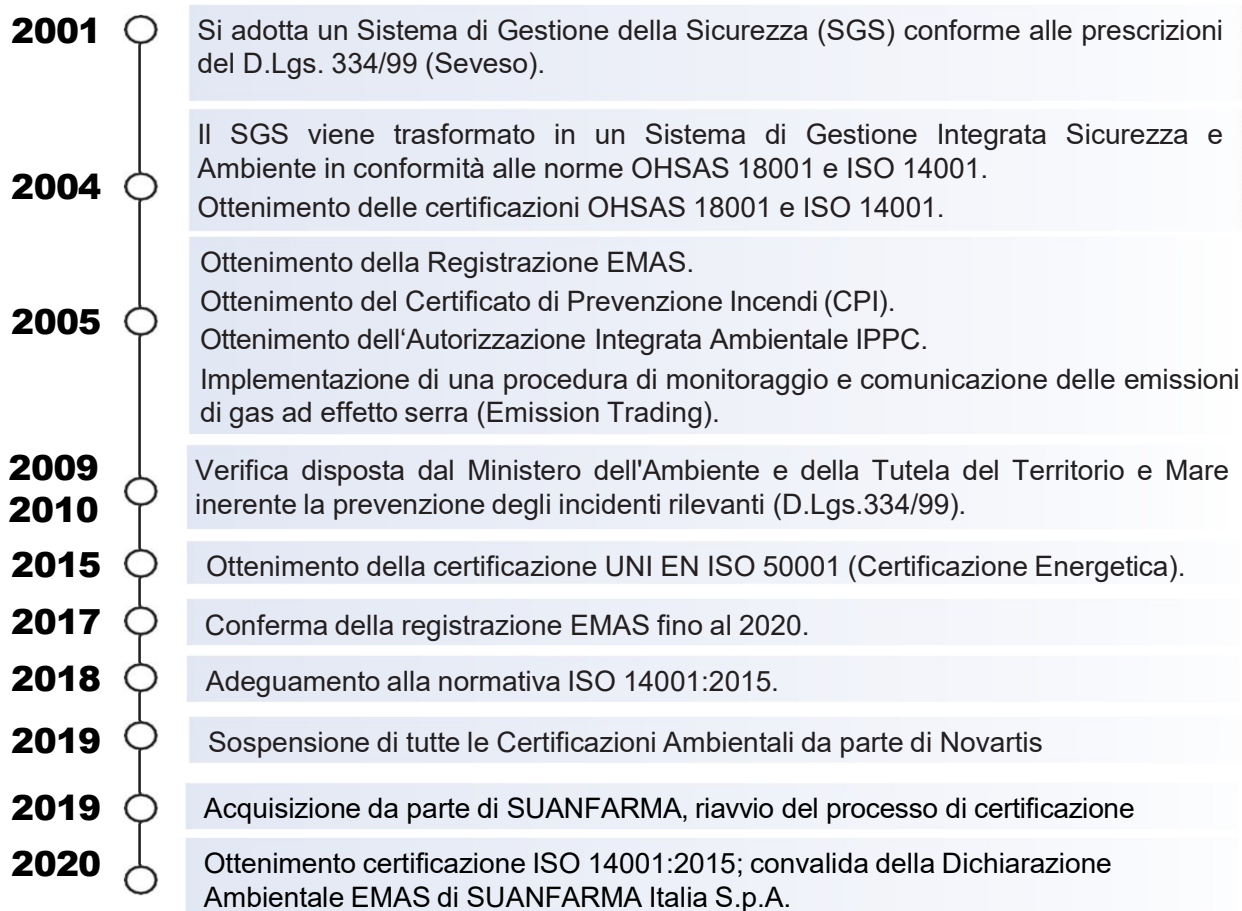 2001
Si adotta un Sistema di Gestione della Sicurezza (SGS) conforme alle prescrizioni
del D.Lgs. 334/99 (Seveso).
2004
Il SGS viene trasformato in un Sistema di Gestione Integrata Sicurezza e
Ambiente in conformità alle norme OHSAS 18001 e ISO 14001.
Ottenimento delle certificazioni OHSAS 18001 e ISO 14001.
2005
Ottenimento della Registrazione EMAS.
Ottenimento del Certificato di Prevenzione Incendi (CPI).
Ottenimento dell‘Autorizzazione Integrata Ambientale IPPC.
Implementazione di una procedura di monitoraggio e comunicazione delle emissioni
di gas ad effetto serra (Emission Trading).
2009
2010
Verifica disposta dal Ministero dell'Ambiente e della Tutela del Territorio e Mare
inerente la prevenzione degli incidenti rilevanti (D.Lgs.334/99).
2015
Ottenimento della certificazione UNI EN ISO 50001 (Certificazione Energetica).
2017
Conferma della registrazione EMAS fino al 2020.
2018
Adeguamento alla normativa ISO 14001:2015.
2019
Sospensione di tutte le Certificazioni Ambientali da parte di Novartis
2019
Acquisizione da parte di SUANFARMA, riavvio del processo di certificazione
2020
Ottenimento certificazione ISO 14001:2015; convalida della Dichiarazione
Ambientale EMAS di SUANFARMA Italia S.p.A.